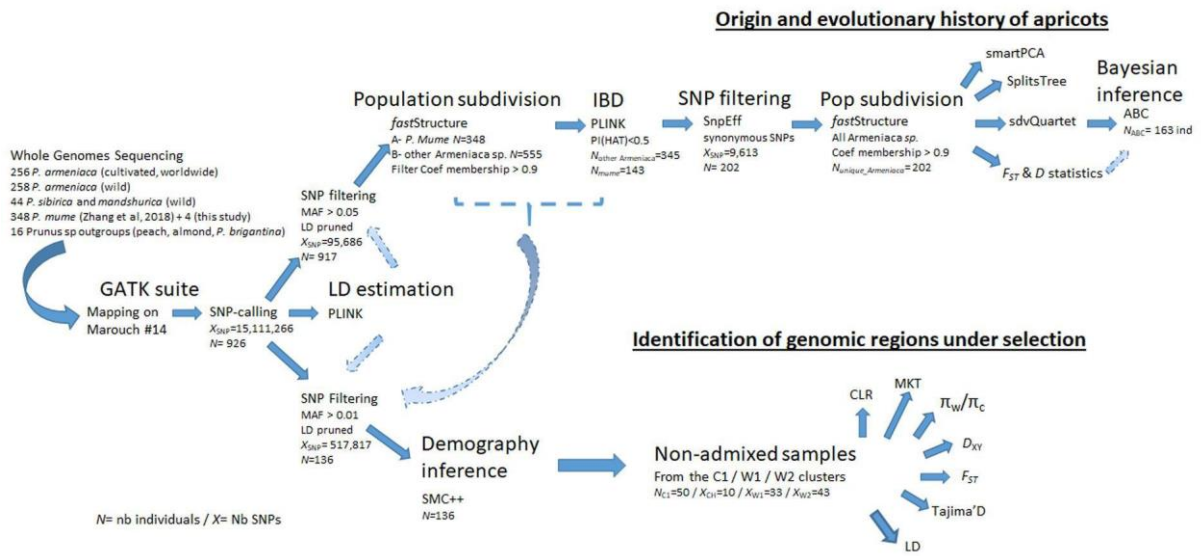 Origin and evolutionary history of apricots
smartPCA
SplitsTree
sdvQuartet
FST & D statistics
Bayesian
inference
ABC
NABC= 163 ind
Population subdivision
fastStructure
A- P. Mume N=348
B- other Armeniaca sp. N=555
Filter Coef membership > 0.9
IBD
PLINK
PI(HAT)<0.5
Nother Armeniaca=345
Nmume=143
SNP filtering
SnpEff
synonymous SNPs
XSNP=9,613
N= 202
Pop subdivision
fastStructure
All Armeniaca sp.
Coef membership > 0.9
Nunique_Armeniaca= 202
Whole Genomes Sequencing
256 P. armeniaca (cultivated, worldwide)
258 P. armeniaca (wild)
44 P. sibirica and mandshurica (wild)
348 P. mume (Zhang et al, 2018) + 4 (this study)
16 Prunus sp outgroups (peach, almond, P. brigantina)
SNP filtering
MAF > 0.05
LD pruned
XSNP=95,686
N= 917
GATK suite
Mapping on
Marouch #14
SNP-calling
XSNP=15,111,266
N= 926
LD estimation
PLINK
SNP Filtering
MAF > 0.01
LD pruned
XSNP= 517,817
N=136
Demography
inference
SMC++
N=136
Identification of genomic regions under selection
Non-admixed samples
From the C1 / W1 / W2 clusters
NC1=50 / XCH=10 / XW1=33 / XW2=43
CLR
MKT
πw/πc
DXY
FST
Tajima'D
LD
N= nb individuals / X= Nb SNPs